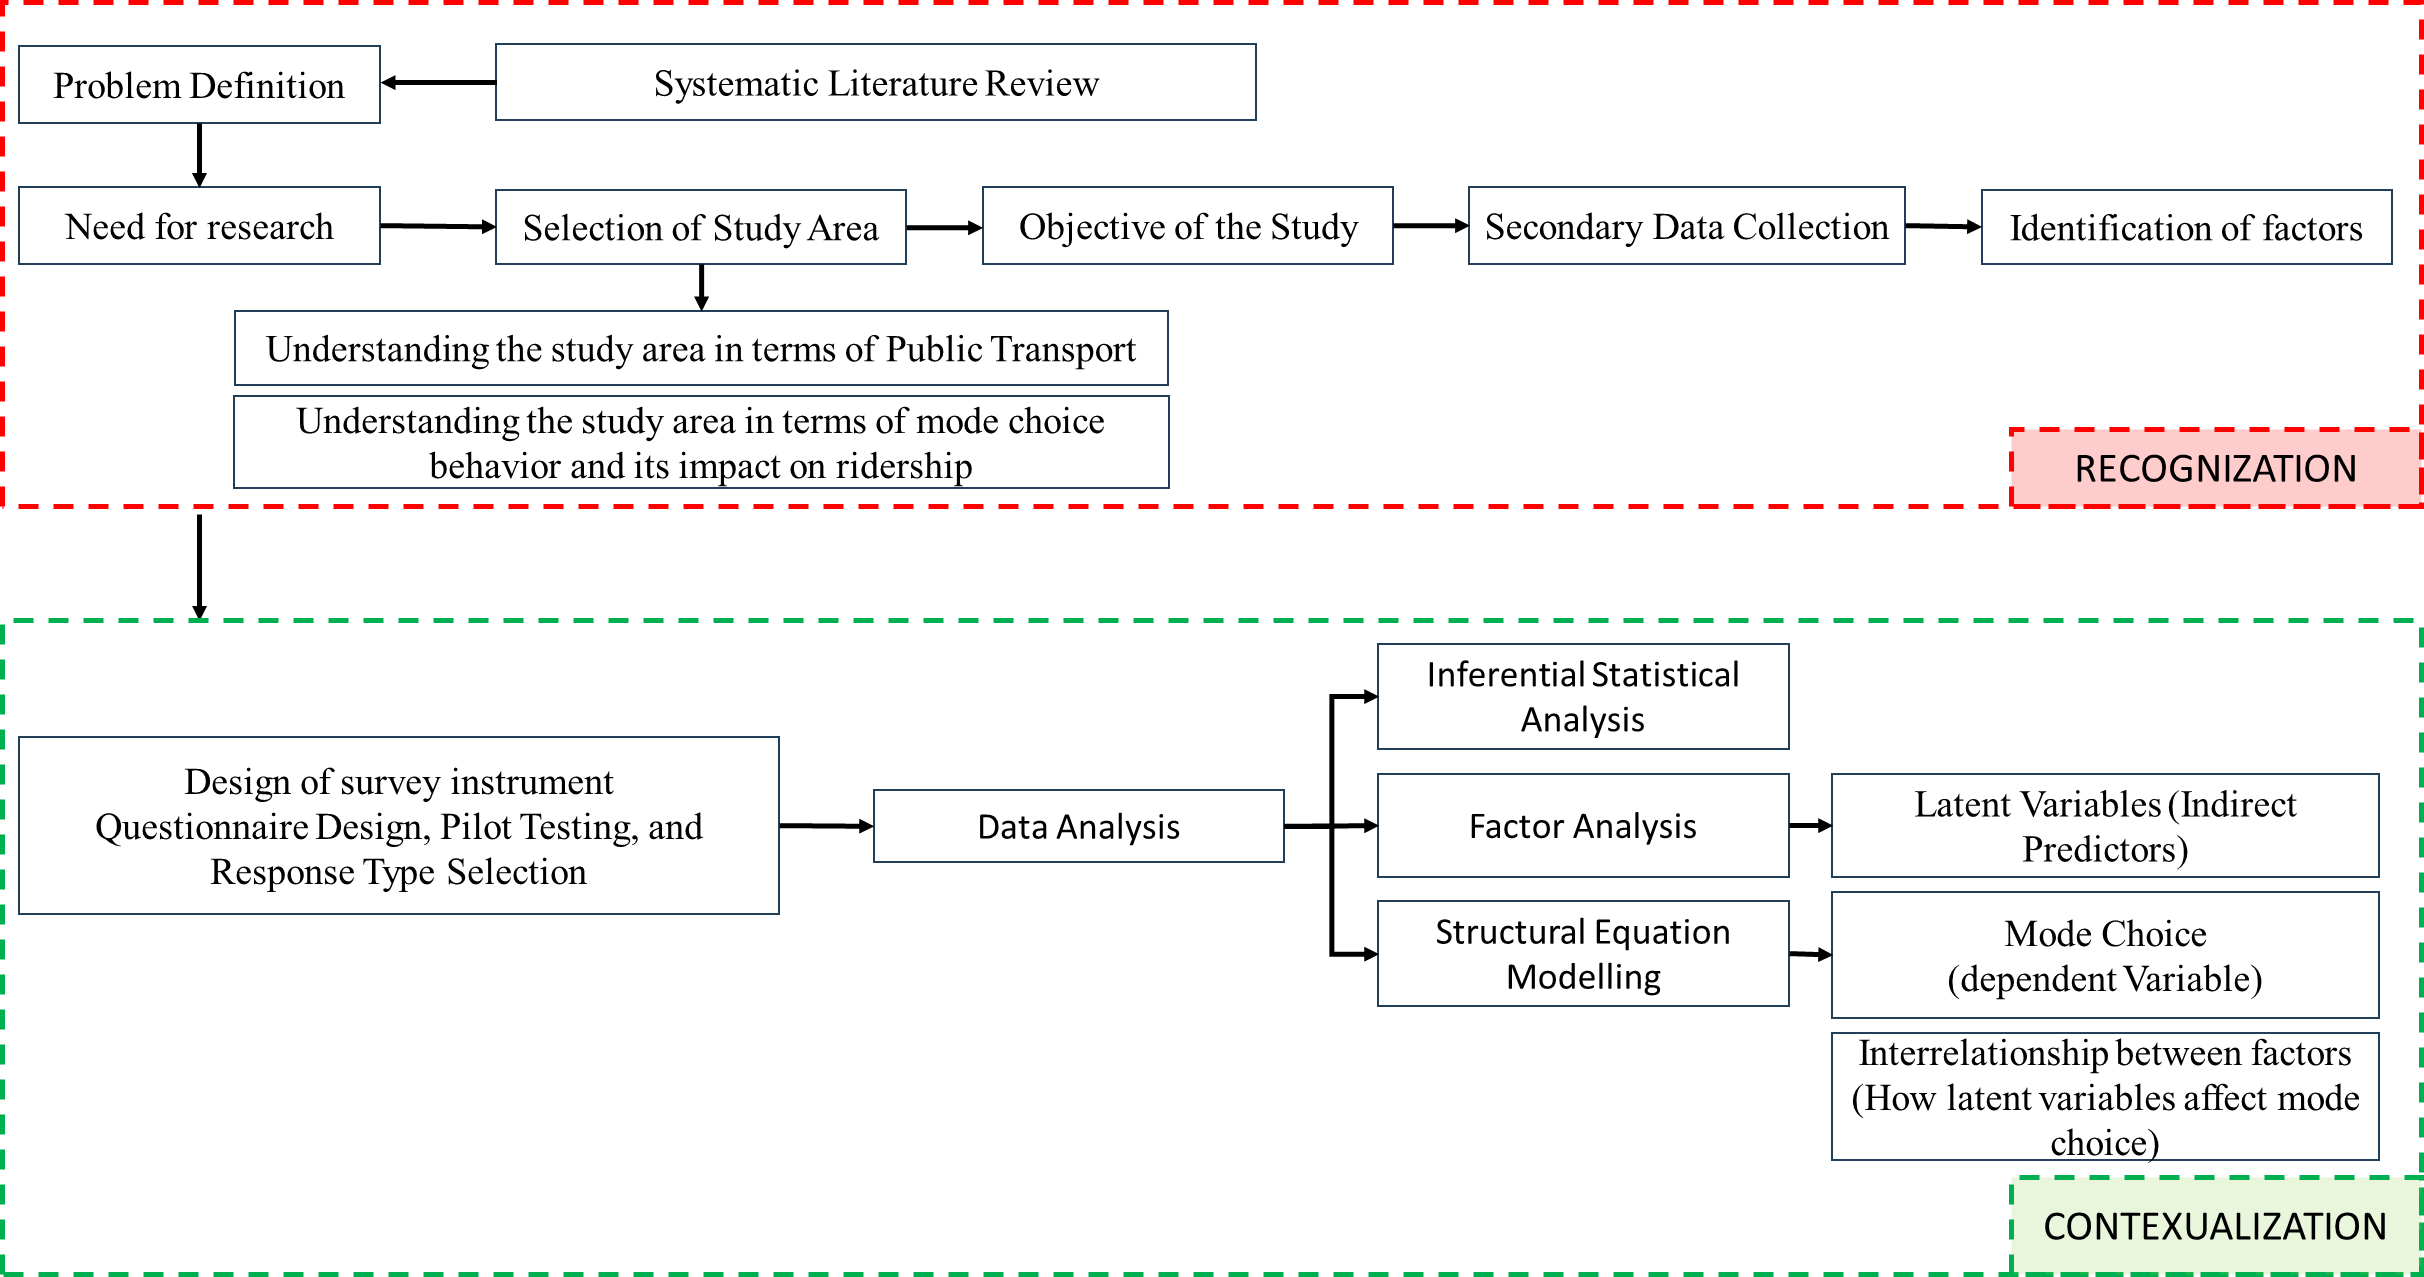 Problem Definition
Systematic Literature Review
Need for research
Selection of Study Area
Objective of the Study
Secondary Data Collection
Identification of factors
Understanding the study area in terms of Public Transport
Understanding the study area in terms of mode choice
behavior and its impact on ridership
RECOGNIZATION
Inferential Statistical
Analysis
Design of survey instrument
Questionnaire Design, Pilot Testing, and
Response Type Selection
Data Analysis
Factor Analysis
Latent Variables (Indirect
Predictors)
Structural Equation
Modelling
Mode Choice
(dependent Variable)
Interrelationship between factors
(How latent variables affect mode
choice)
CONTEXUALIZATION